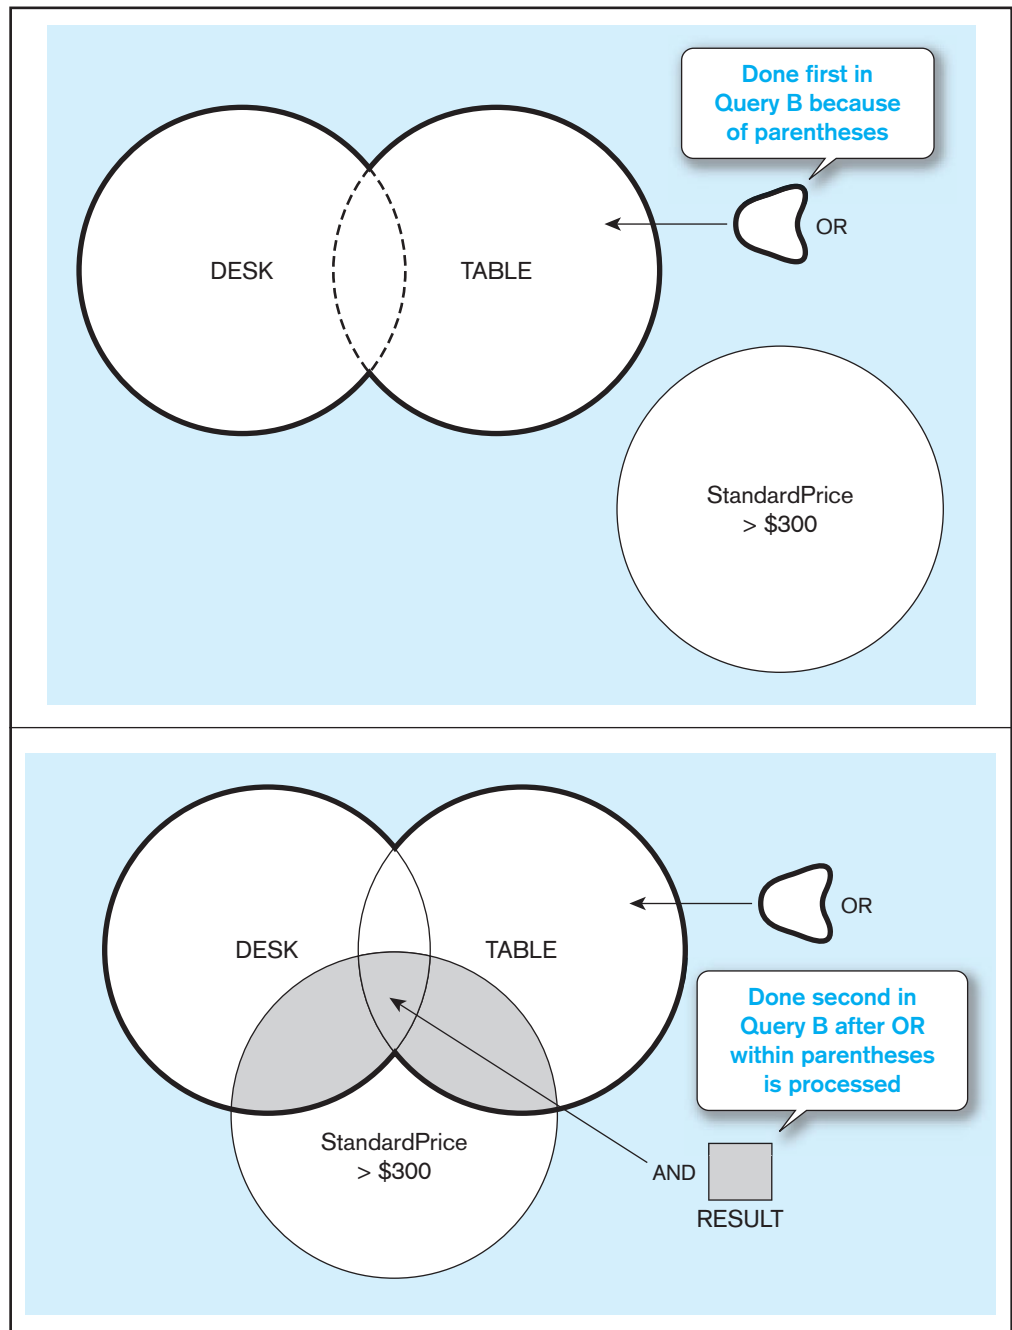 Done first in
Query B because
of parentheses
OR
DESK
TABLE
StandardPrice
> $300
OR
DESK
TABLE
Done second in
Query B after OR
within parentheses
is processed
StandardPrice
> $300
AND
RESULT